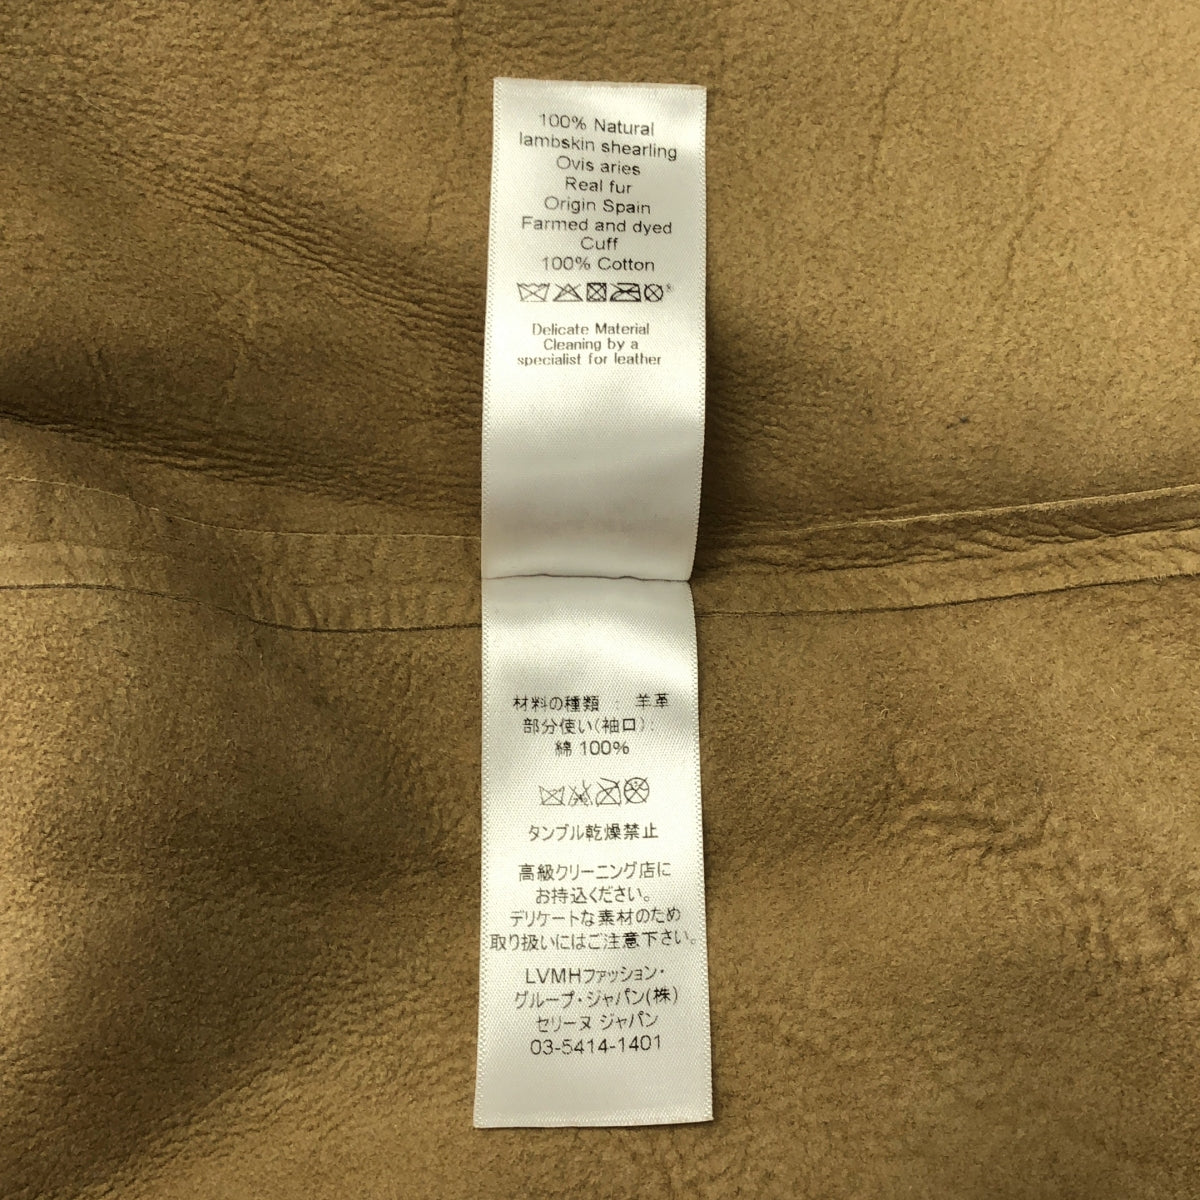 100% Natural
lambskin shearling
Ovis aries
Real fur
Origin Spain
Farmed and dyed
Cuff
100% Cotton
Delicate Material
Cleaning by a
specialist for leather
材料の種類 : 羊革
部分使い(袖口):
綿 100%
タンブル乾燥禁止
高級クリーニング店に
お持込ください。
デリケートな素材のため
取り扱いにはご注意下さい。
LVMHファッション・
グループ・ジャパン(株)
セリーヌ ジャパン
03-5414-1401